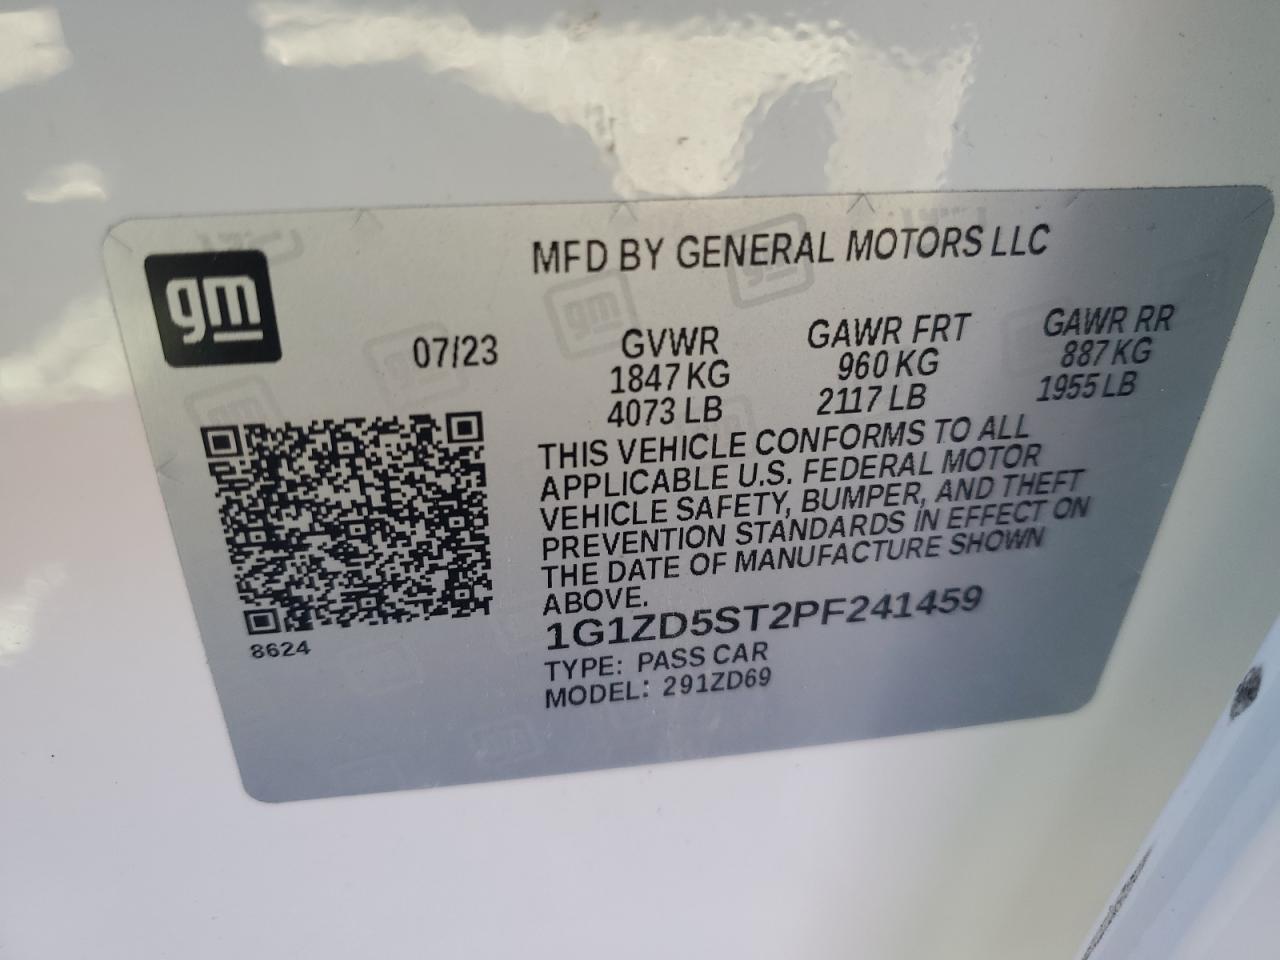 MFD BY GENERAL MOTORS LLC
gm
07/23
GVWR
1847 KG
4073 LB
GAWR FRT
960 KG
2117 LB
GAWR RR
887 KG
1955 LB
THIS VEHICLE CONFORMS TO ALL
APPLICABLE U.S. FEDERAL MOTOR
VEHICLE SAFETY, BUMPER, AND THEFT
PREVENTION STANDARDS IN EFFECT ON
THE DATE OF MANUFACTURE SHOWN
ABOVE.
1G1ZD5ST2PF241459
TYPE: PASS CAR
MODEL: 291ZD69
8624